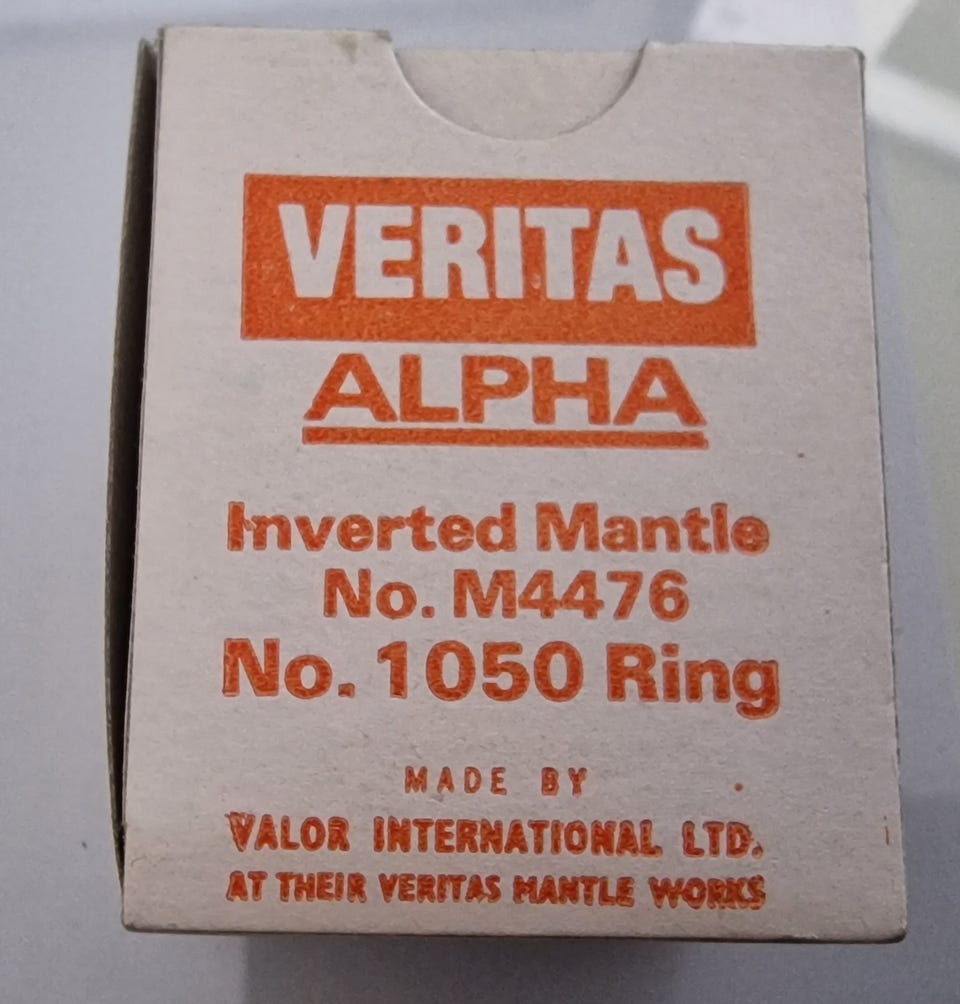 VERITAS
ALPHA
Inverted Mantle
No. M4476
No. 1050 Ring
MADE BY
VALOR INTERNATIONAL LTD.
AT THEIR VERITAS MANTLE WORKS